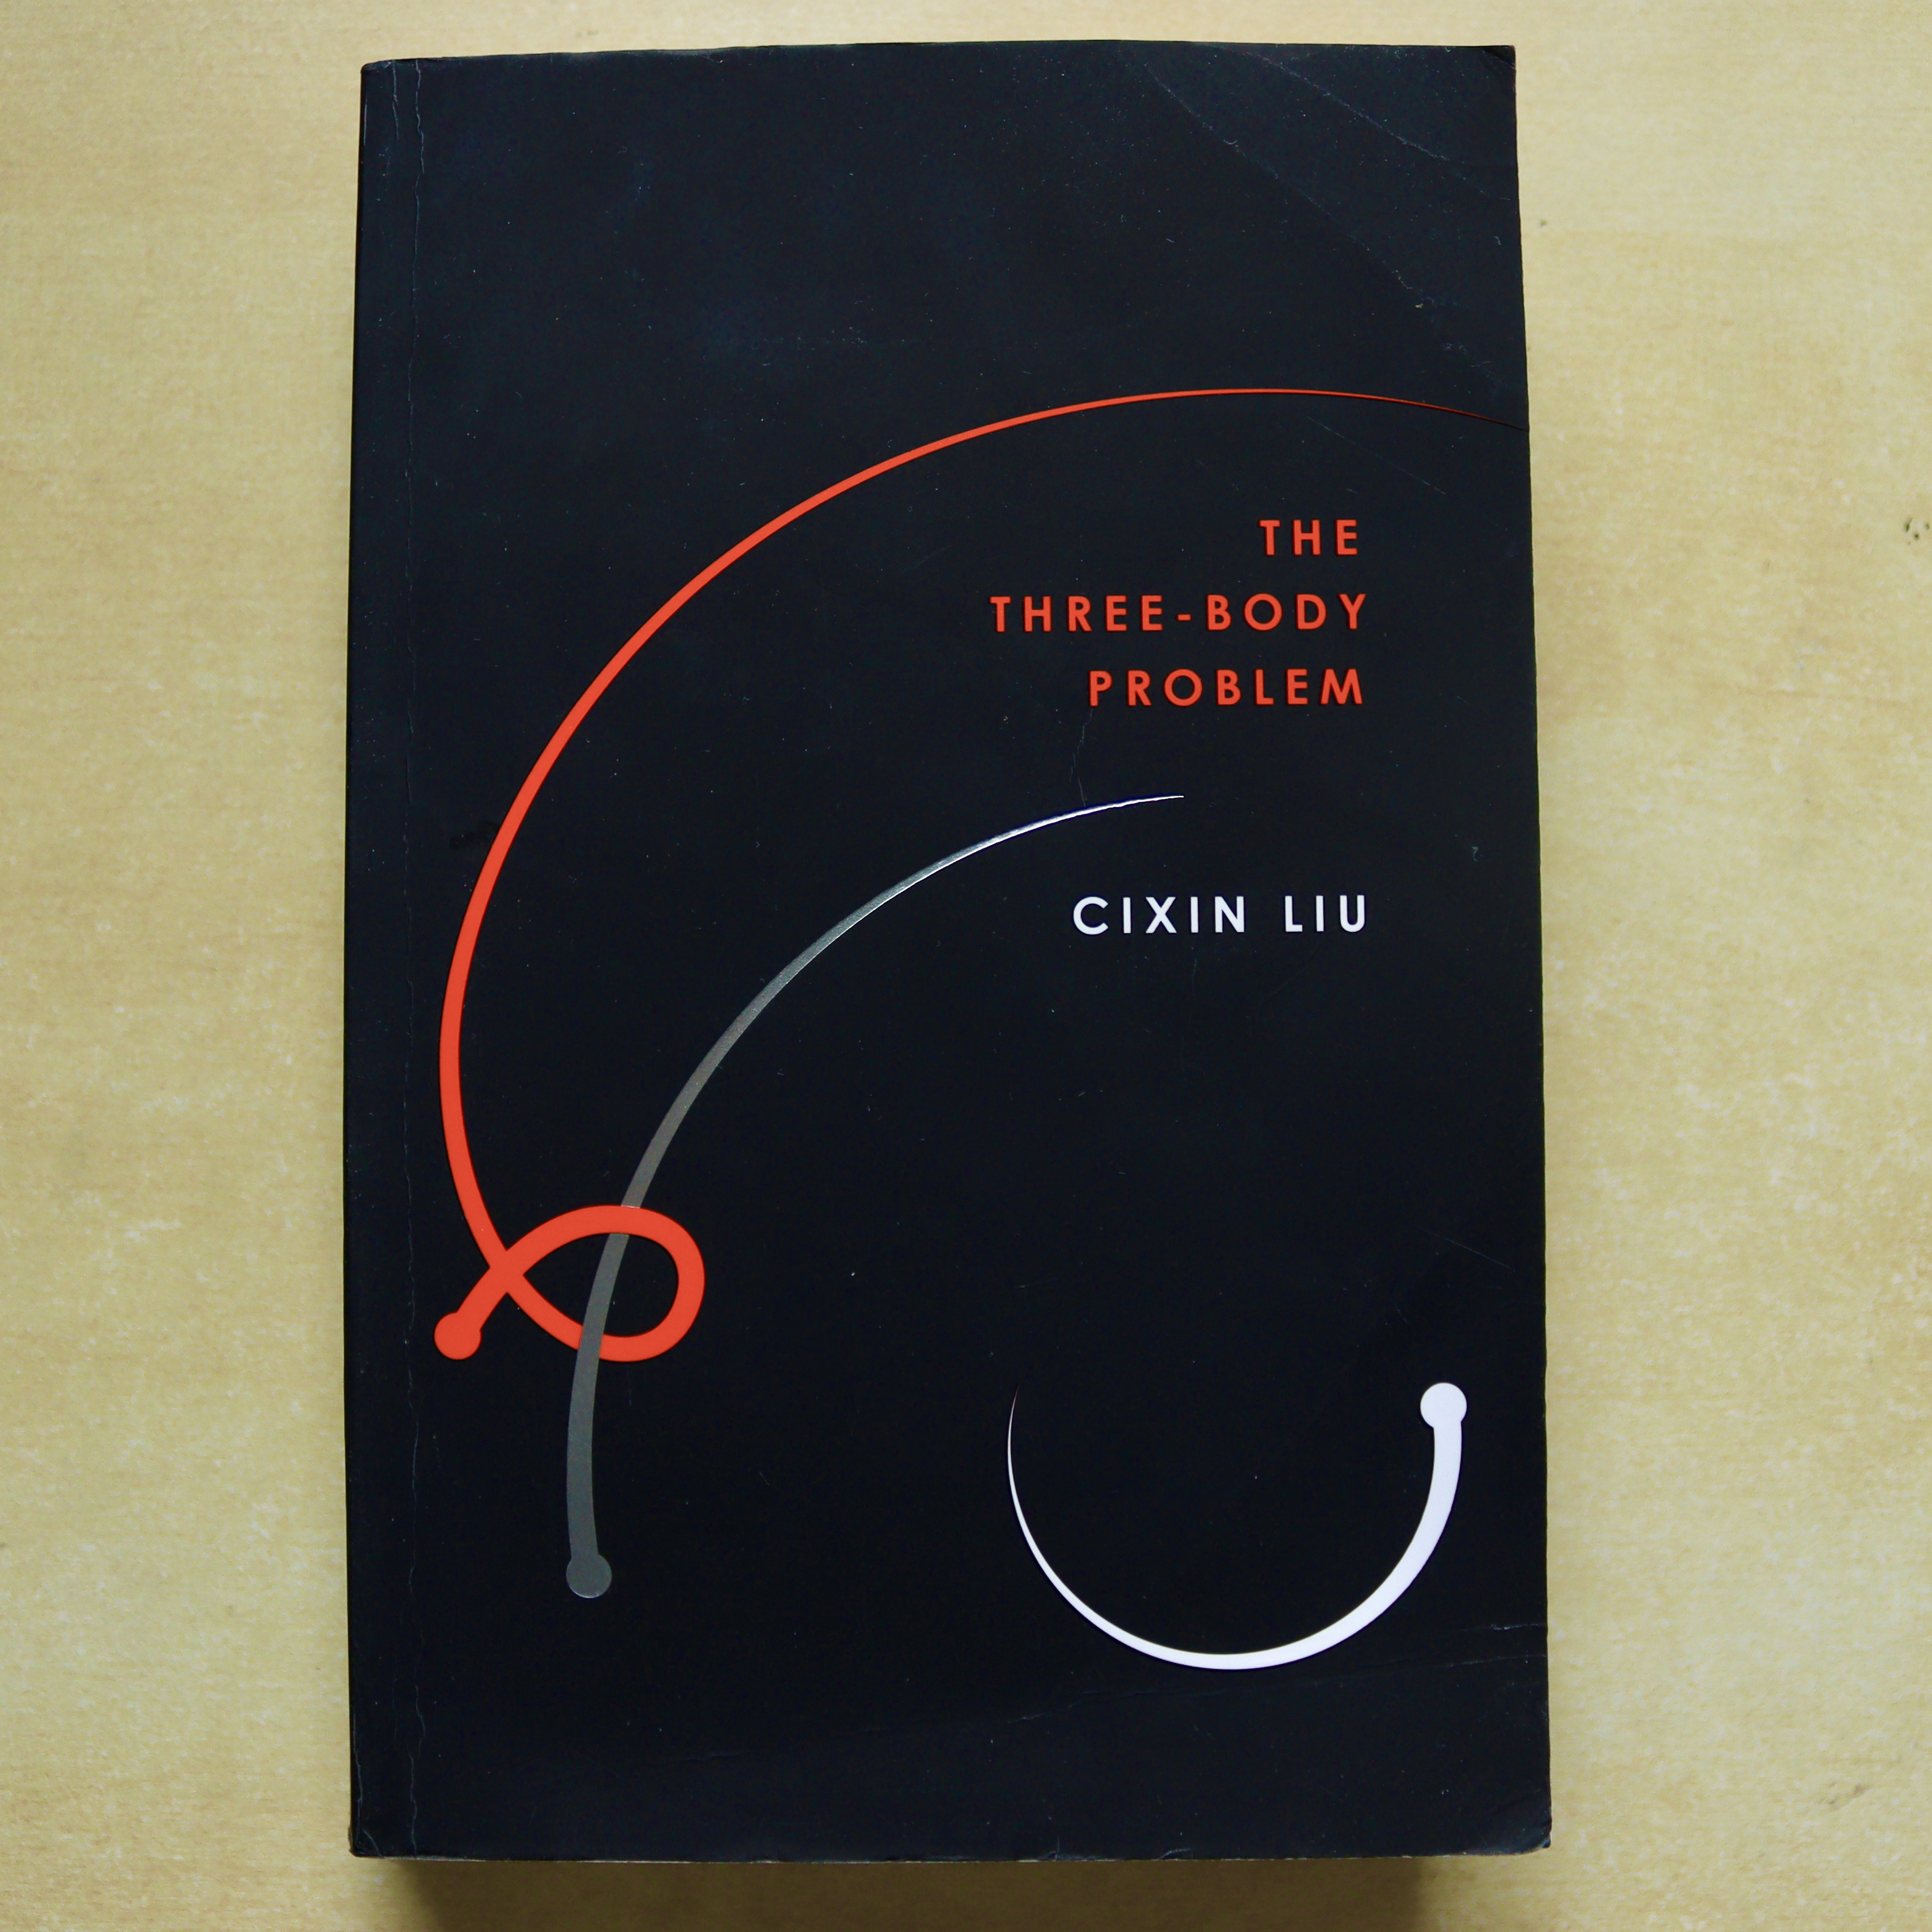 THE
THREE-BODY
PROBLEM
CIXIN LIU